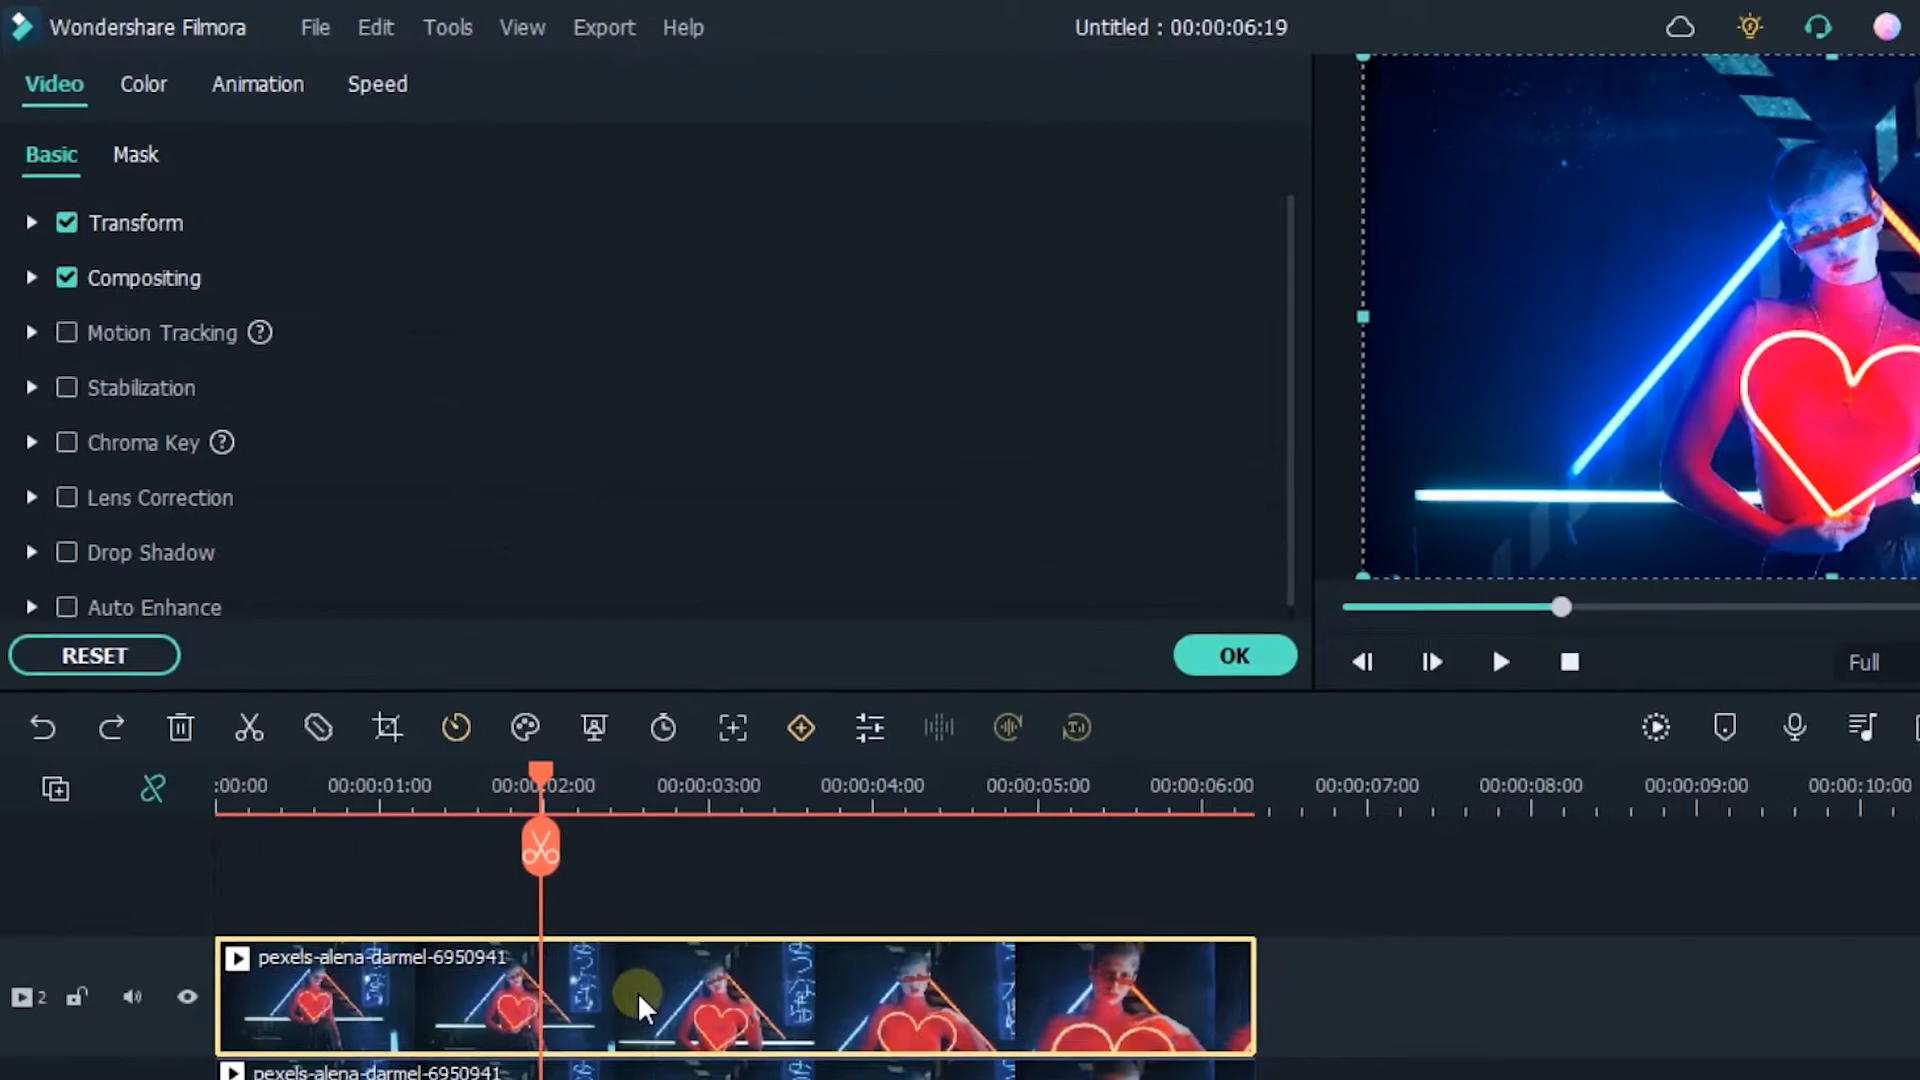 Wondershare Filmora File Edit Tools View Export Help Untitled : 00:00:06:19
Video Color Animation Speed
Basic Mask
Transform
Compositing
Motion Tracking ?
Stabilization
Chroma Key ?
Lens Correction
Drop Shadow
Auto Enhance
RESET OK
Full
:00:00 00:00:01:00 00:00:02:00 00:00:03:00 00:00:04:00 00:00:05:00 00:00:06:00 00:00:07:00 00:00:08:00 00:00:09:00 00:00:10:00
pexels-alena-darmel-6950941
2
pexels-alena-darmel-6950941